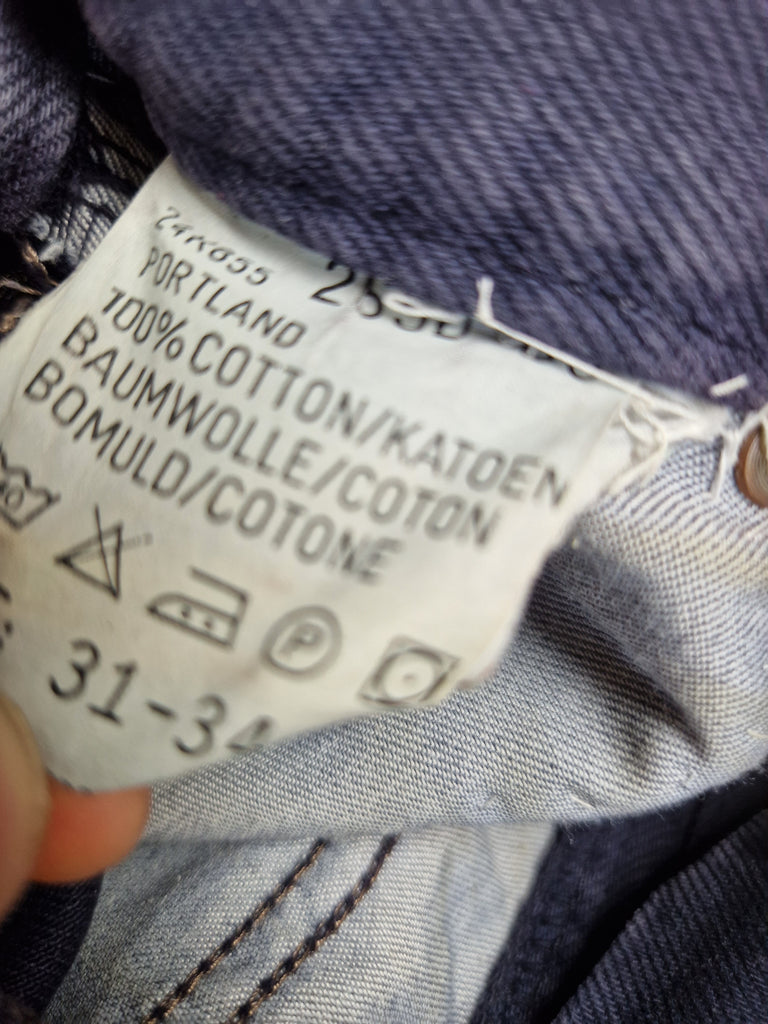 PORTLAND
100% COTTON/KATOEN
BAUMWOLLE/COTON
BOMULD/COTONE
P
31-34